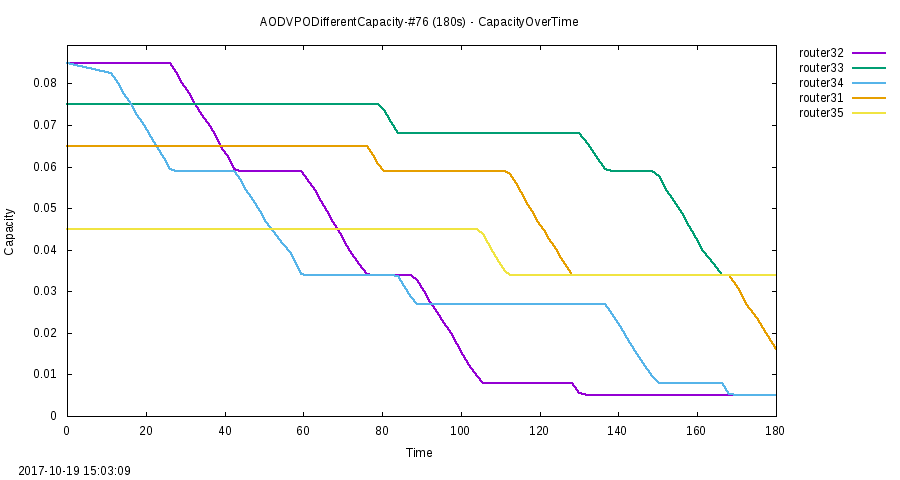 AODVPODifferentCapacity-#76 (180s) - CapacityOverTime
router32
router33
router34
router31
router35
Capacity
0.08
0.07
0.06
0.05
0.04
0.03
0.02
0.01
0
0 20 40 60 80 100 120 140 160 180
Time
2017-10-19 15:03:09